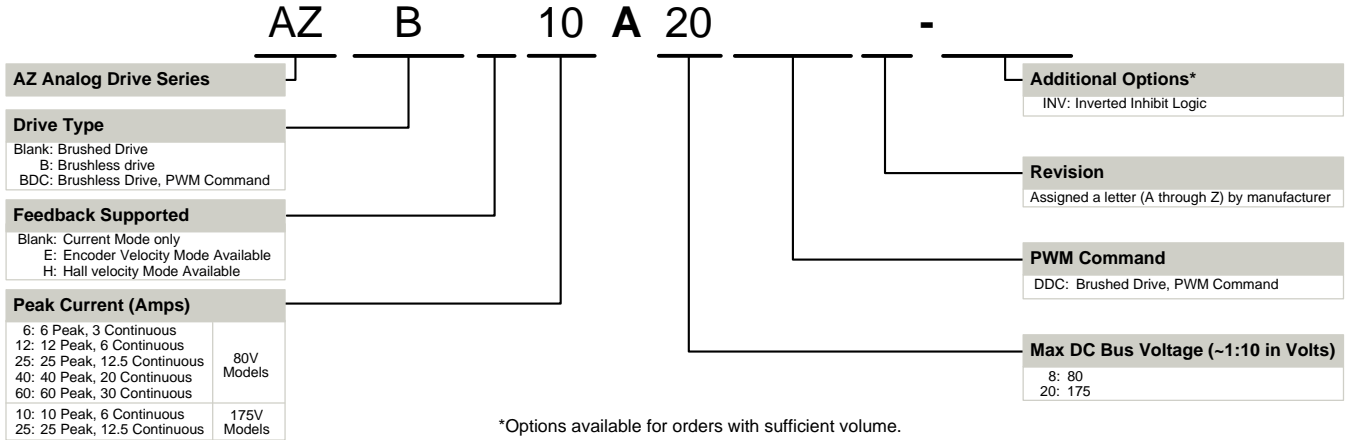 AZ B 10 A 20 -
AZ Analog Drive Series
Drive Type
Blank: Brushed Drive
B: Brushless drive
BDC: Brushless Drive, PWM Command
Feedback Supported
Blank: Current Mode only
E: Encoder Velocity Mode Available
H: Hall velocity Mode Available
Peak Current (Amps)
6: 6 Peak, 3 Continuous
12: 12 Peak, 6 Continuous
25: 25 Peak, 12.5 Continuous
40: 40 Peak, 20 Continuous
60: 60 Peak, 30 Continuous
80V
Models
10: 10 Peak, 6 Continuous
25: 25 Peak, 12.5 Continuous
175V
Models
Additional Options*
INV: Inverted Inhibit Logic
Revision
Assigned a letter (A through Z) by manufacturer
PWM Command
DDC: Brushed Drive, PWM Command
Max DC Bus Voltage (~1:10 in Volts)
8: 80
20: 175
*Options available for orders with sufficient volume.